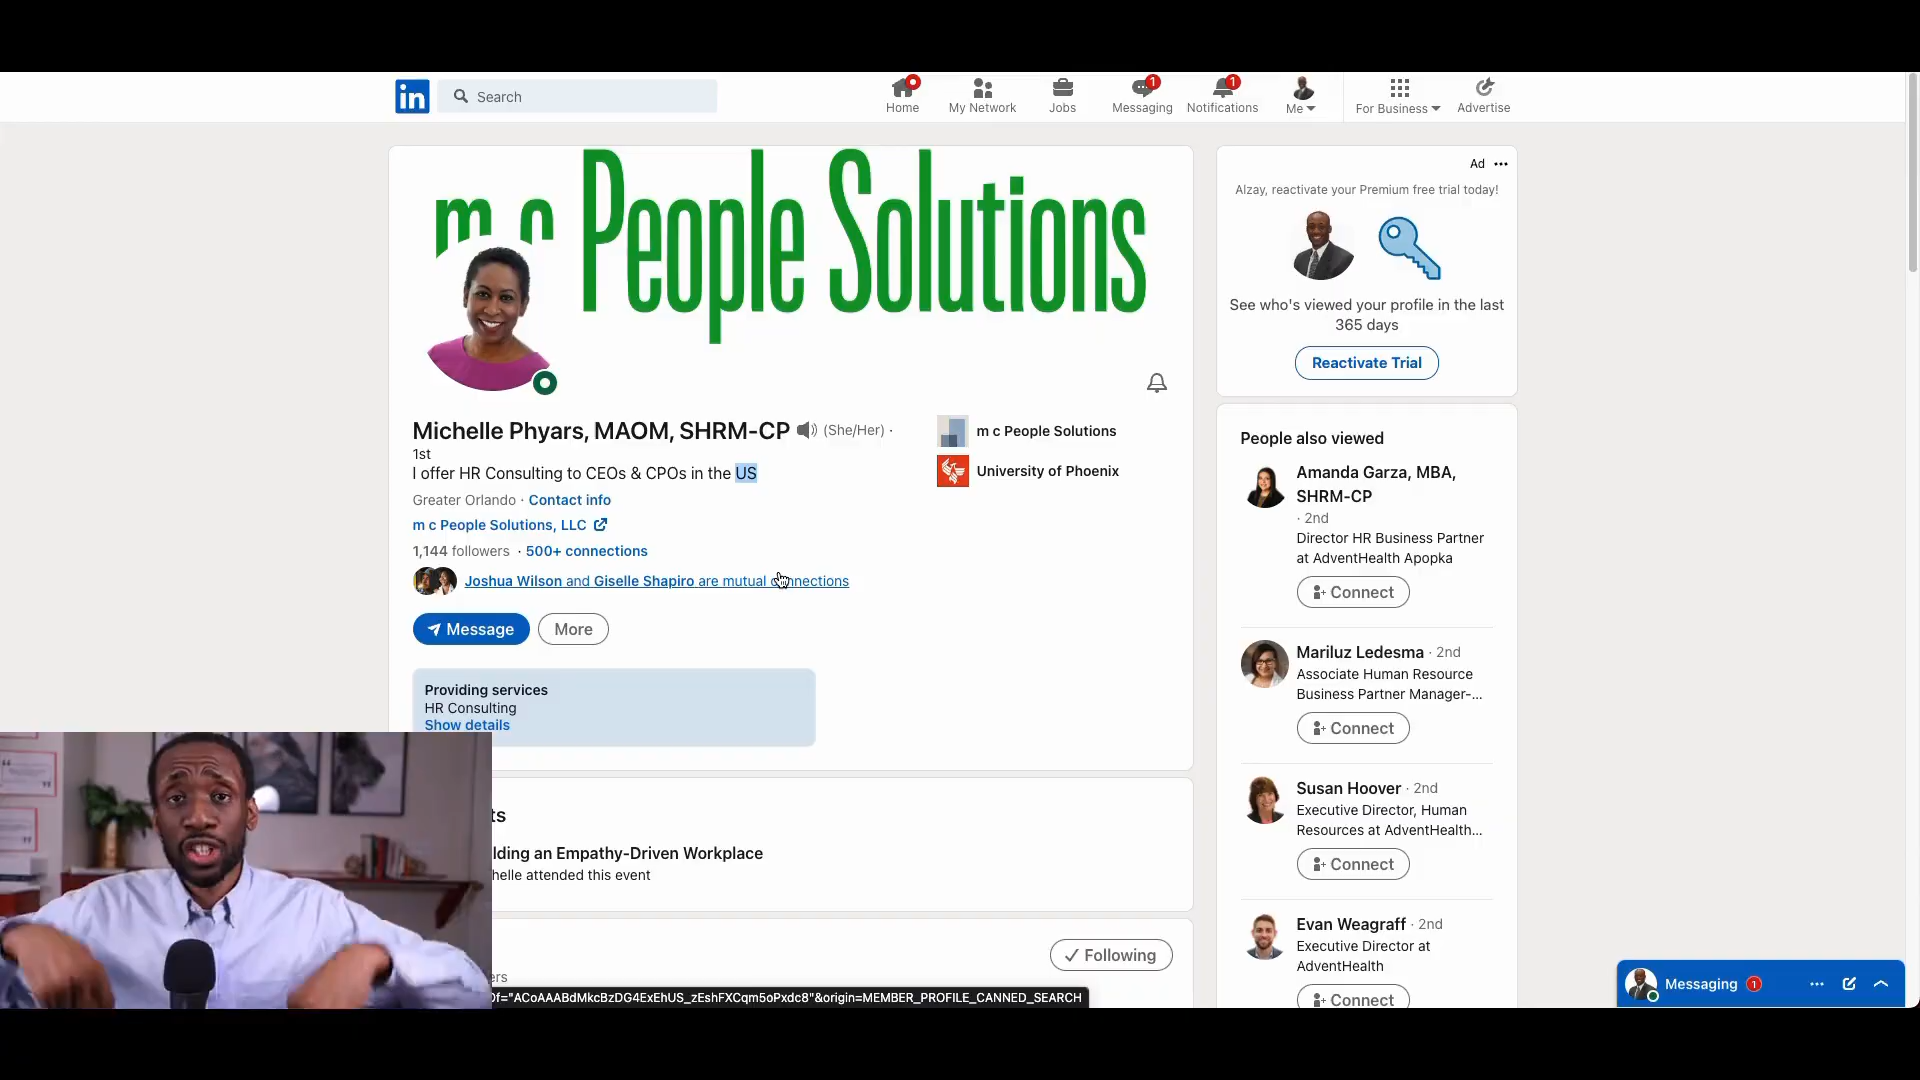 in
Search
Home
My Network
Jobs
1
Messaging
1
Notifications
Me
For Business
Advertise
m c People Solutions
Michelle Phyars, MAOM, SHRM-CP (She/Her) ·
1st
I offer HR Consulting to CEOs & CPOs in the US
Greater Orlando · Contact info
m c People Solutions, LLC
1,144 followers · 500+ connections
Joshua Wilson and Giselle Shapiro are mutual connections
Message
More
Providing services
HR Consulting
Show details
m c People Solutions
University of Phoenix
ts
lding an Empathy-Driven Workplace
helle attended this event
Following
ers
Of="ACoAAABdMkcBzDG4ExEhUS_zEshFXCqm5oPxdc8"&origin=MEMBER_PROFILE_CANNED_SEARCH
Ad ···
Alzay, reactivate your Premium free trial today!
See who's viewed your profile in the last
365 days
Reactivate Trial
People also viewed
Amanda Garza, MBA,
SHRM-CP
· 2nd
Director HR Business Partner
at AdventHealth Apopka
Connect
Mariluz Ledesma · 2nd
Associate Human Resource
Business Partner Manager-...
Connect
Susan Hoover · 2nd
Executive Director, Human
Resources at AdventHealth...
Connect
Evan Weagraff · 2nd
Executive Director at
AdventHealth
Connect
Messaging 1 ···